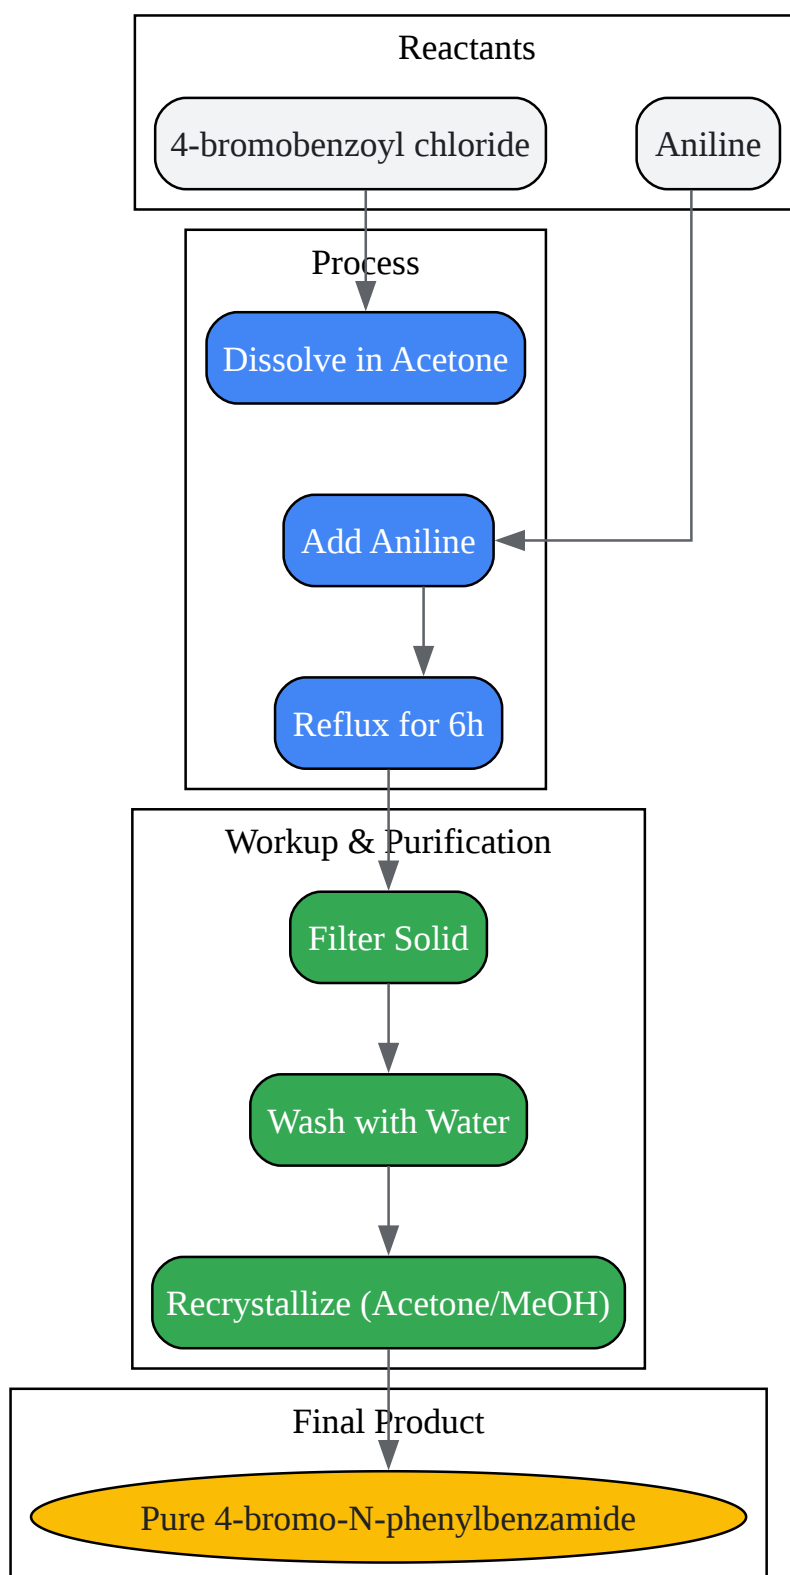 Reactants
4-bromobenzoyl chloride
Aniline
Process
Dissolve in Acetone
Add Aniline
Reflux for 6h
Workup & Purification
Filter Solid
Wash with Water
Recrystallize (Acetone/MeOH)
Final Product
Pure 4-bromo-N-phenylbenzamide